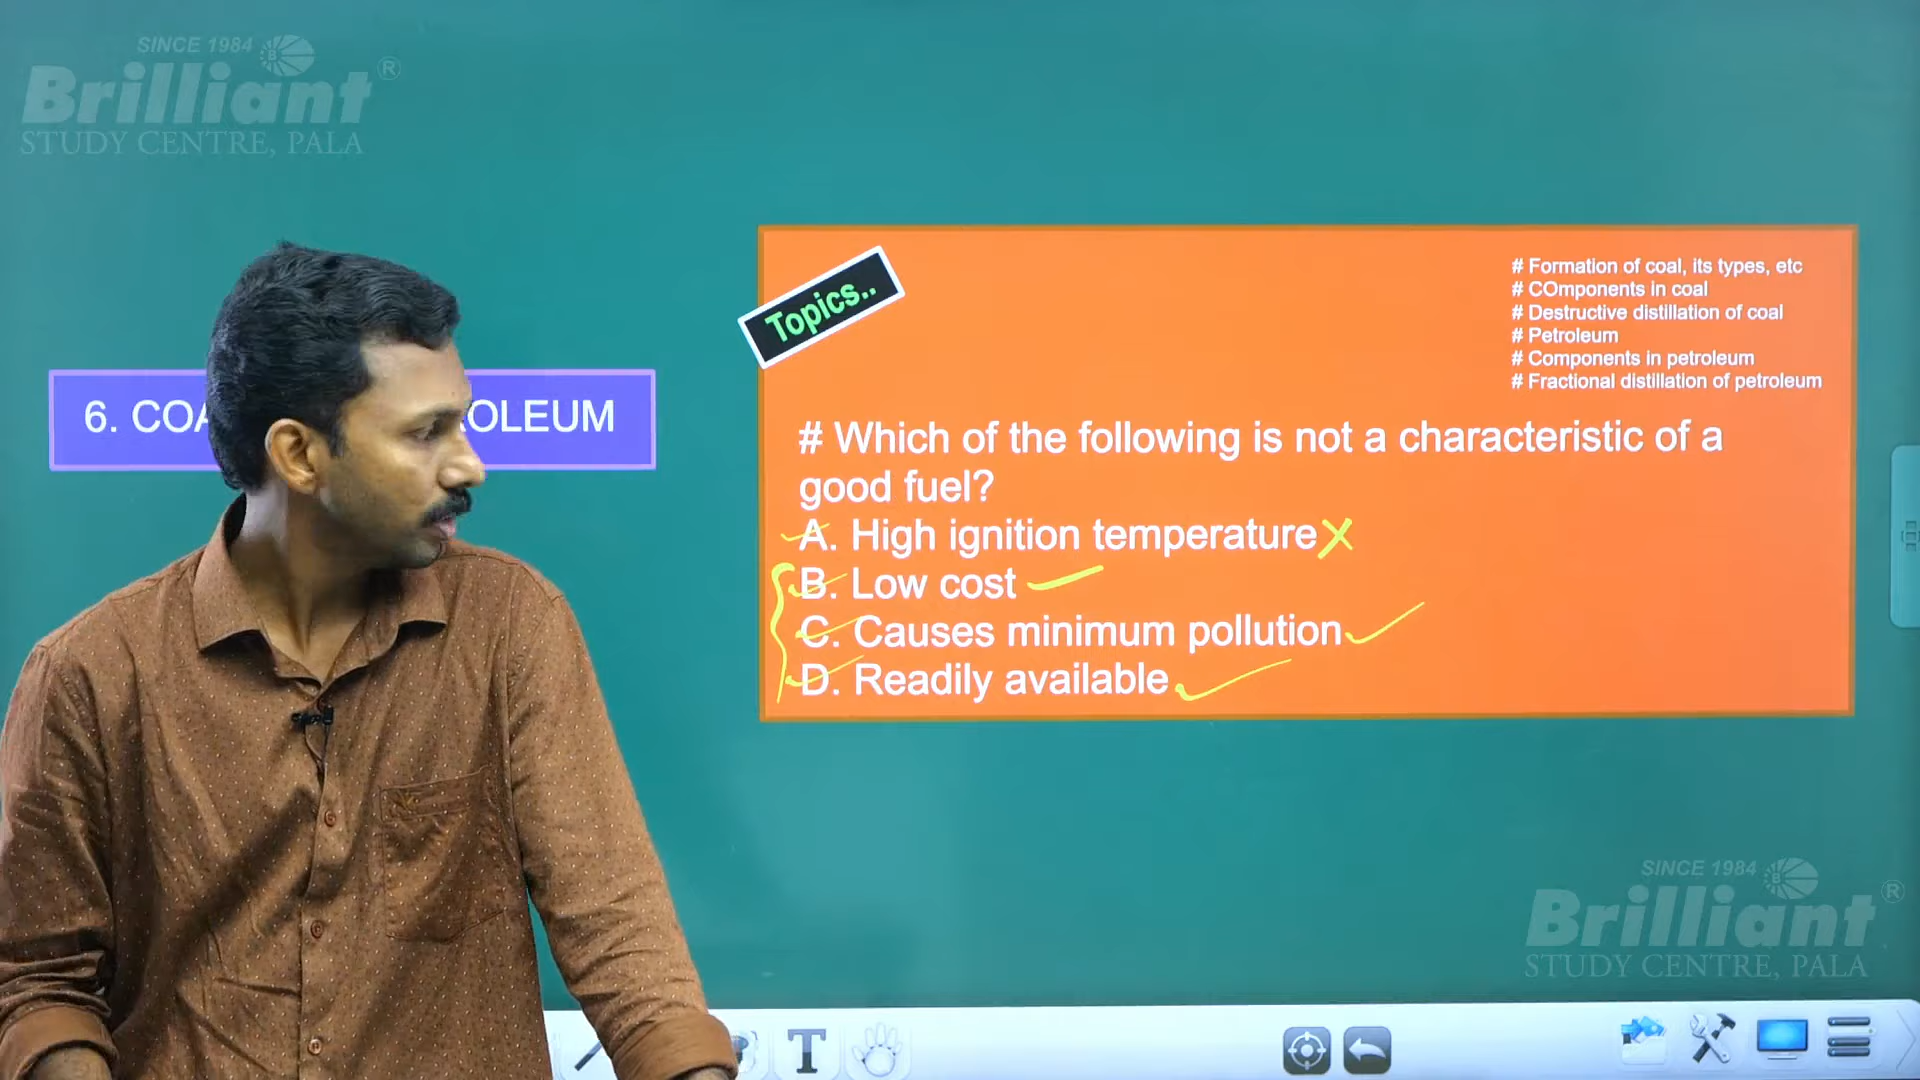 SINCE 1984
Brilliant®
STUDY CENTRE, PALA
Topics..
# Formation of coal, its types, etc
# COmponents in coal
# Destructive distillation of coal
# Petroleum
# Components in petroleum
# Fractional distillation of petroleum
6. COA ROLEUM
# Which of the following is not a characteristic of a
good fuel?
A. High ignition temperature
B. Low cost
C. Causes minimum pollution
D. Readily available
SINCE 1984
Brilliant®
STUDY CENTRE, PALA
T